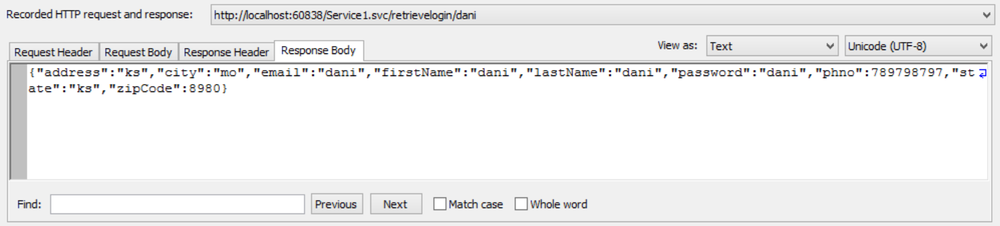 Recorded HTTP request and response: http://localhost:60838/Service1.svc/retrievelogin/dani
Request Header Request Body Response Header Response Body View as: Text Unicode (UTF-8)
{"address":"ks","city":"mo","email":"dani","firstName":"dani","lastName":"dani","password":"dani","phno":789798797,"st
ate":"ks","zipCode":8980}
Find: Previous Next Match case Whole word